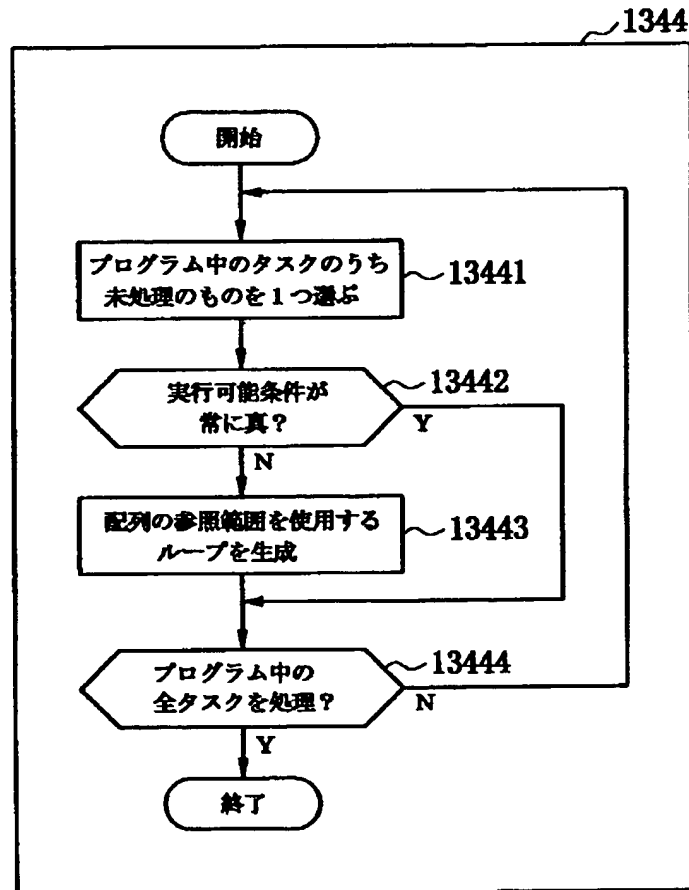 1344
開始
プログラム中のタスクのうち
未処理のものを１つ選ぶ
13441
実行可能条件が
常に真？
13442
Y
N
配列の参照範囲を使用する
ループを生成
13443
プログラム中の
全タスクを処理？
13444
N
Y
終了